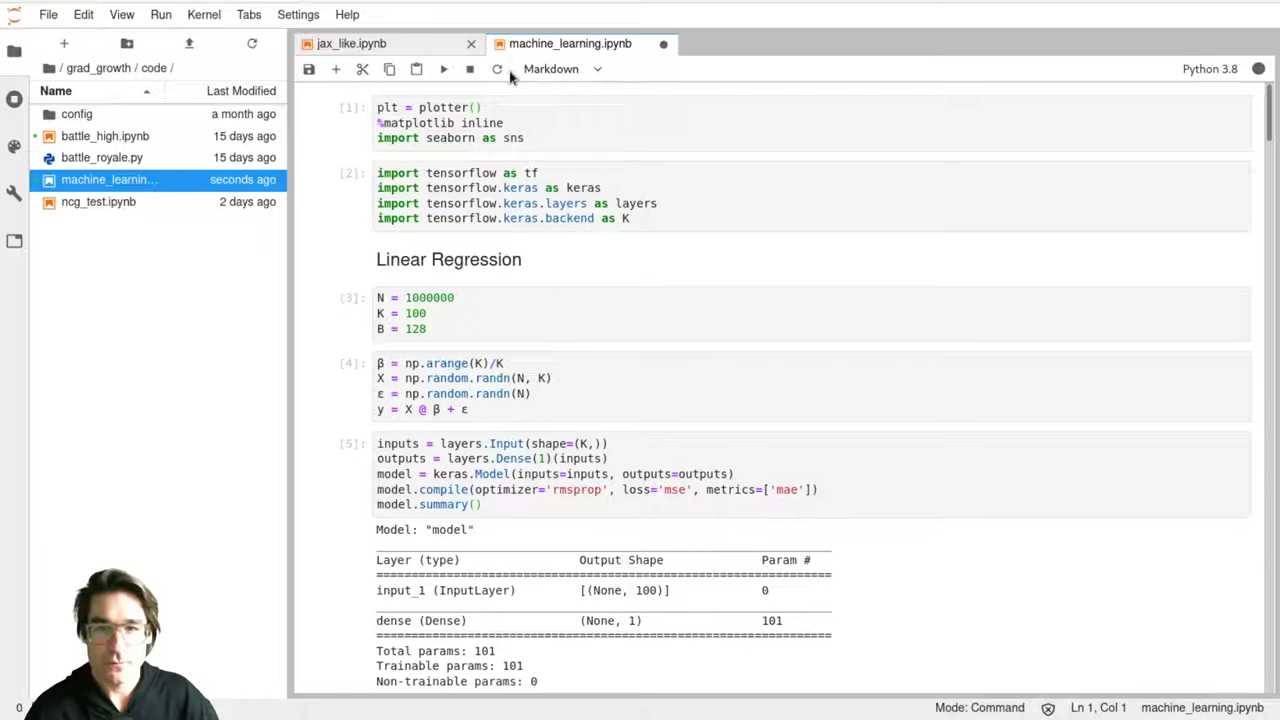 File Edit View Run Kernel Tabs Settings Help
jax_like.ipynb machine_learning.ipynb
/ grad_growth / code /
Markdown Python 3.8
Name Last Modified
config a month ago
battle_high.ipynb 15 days ago
battle_royale.py 15 days ago
machine_learnin... seconds ago
ncg_test.ipynb 2 days ago
[1]: plt = plotter()
%matplotlib inline
import seaborn as sns
[2]: import tensorflow as tf
import tensorflow.keras as keras
import tensorflow.keras.layers as layers
import tensorflow.keras.backend as K
Linear Regression
[3]: N = 1000000
K = 100
B = 128
[4]: β = np.arange(K)/K
X = np.random.randn(N, K)
ε = np.random.randn(N)
y = X @ β + ε
[5]: inputs = layers.Input(shape=(K,))
outputs = layers.Dense(1)(inputs)
model = keras.Model(inputs=inputs, outputs=outputs)
model.compile(optimizer='rmsprop', loss='mse', metrics=['mae'])
model.summary()
Model: "model"
Layer (type) Output Shape Param #
=================================================================
input_1 (InputLayer) [(None, 100)] 0
dense (Dense) (None, 1) 101
=================================================================
Total params: 101
Trainable params: 101
Non-trainable params: 0
0 Mode: Command Ln 1, Col 1 machine_learning.ipynb